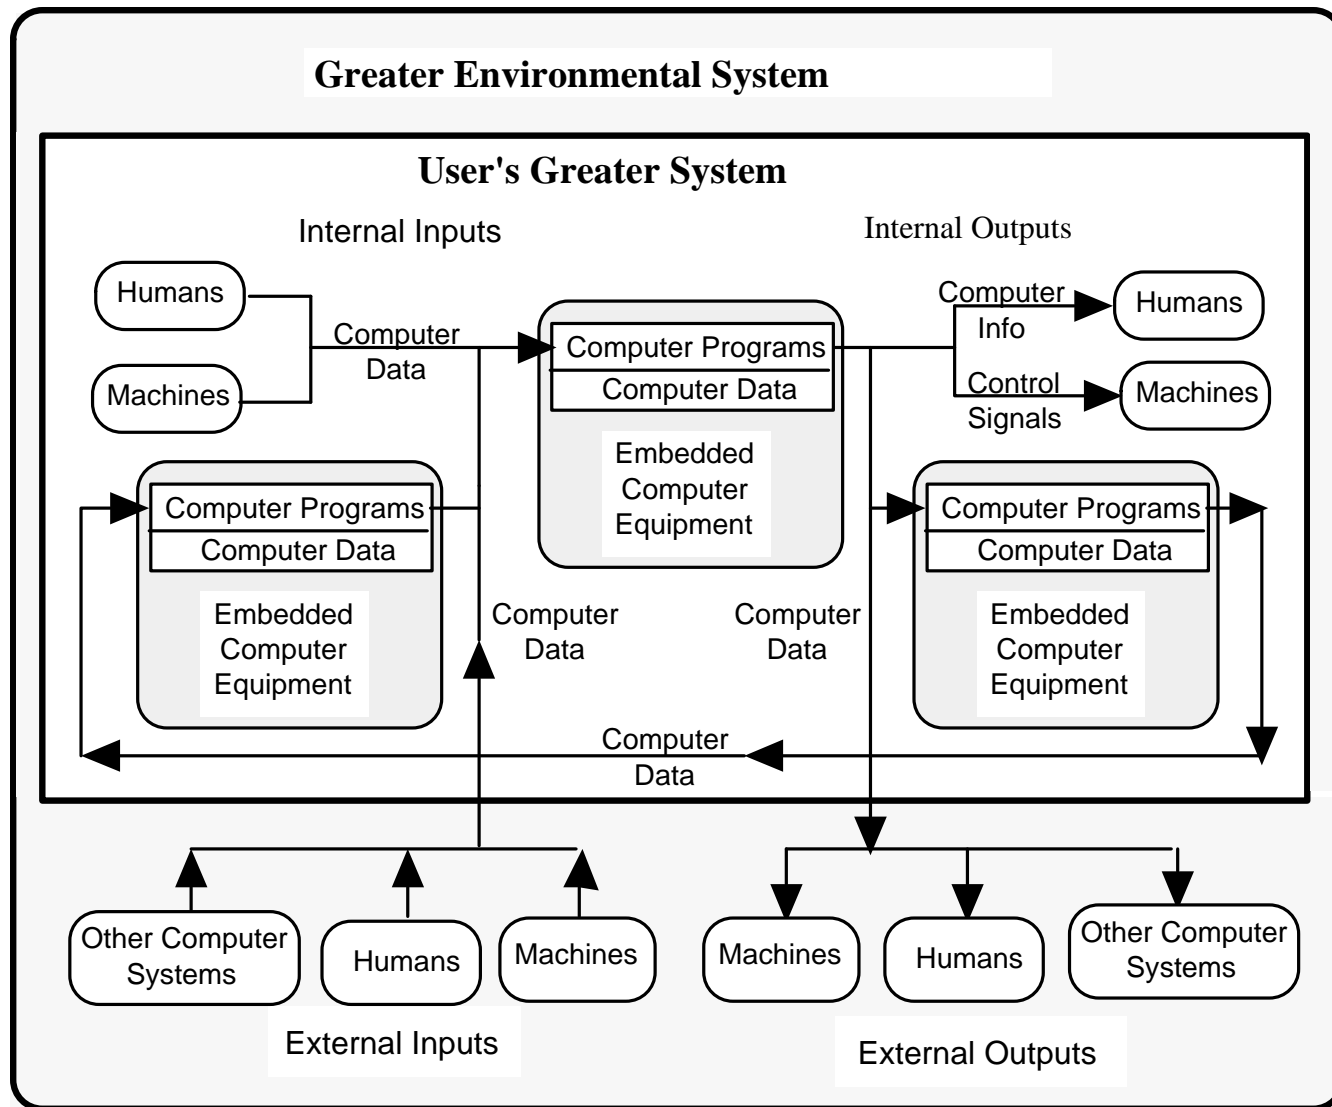 Greater Environmental System
User's Greater System
Internal Inputs
Internal Outputs
Humans
Machines
Computer
Data
Computer Programs
Computer Data
Embedded
Computer
Equipment
Computer
Info
Control
Signals
Humans
Machines
Computer Programs
Computer Data
Embedded
Computer
Equipment
Computer
Data
Computer
Data
Computer Programs
Computer Data
Embedded
Computer
Equipment
Computer
Data
Other Computer
Systems
Humans
Machines
Machines
Humans
Other Computer
Systems
External Inputs
External Outputs